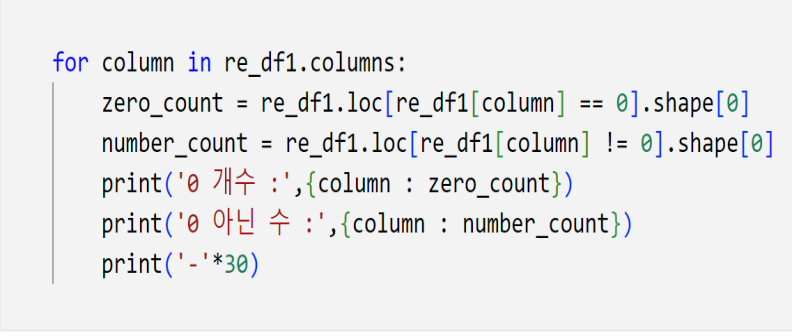 for column in re_df1.columns:
    zero_count = re_df1.loc[re_df1[column] == 0].shape[0]
    number_count = re_df1.loc[re_df1[column] != 0].shape[0]
    print('0 개수 :',{column : zero_count})
    print('0 아닌 수 :',{column : number_count})
    print('-'*30)